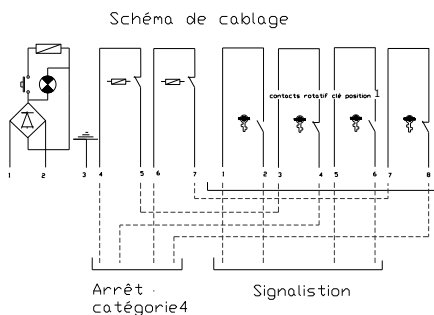 Schéma de cablage
contacts rotatif clé position 1
1 2 3 4 5 6 7 1 2 3 4 5 6 7 8
Arrêt Signalistion
catégorie4